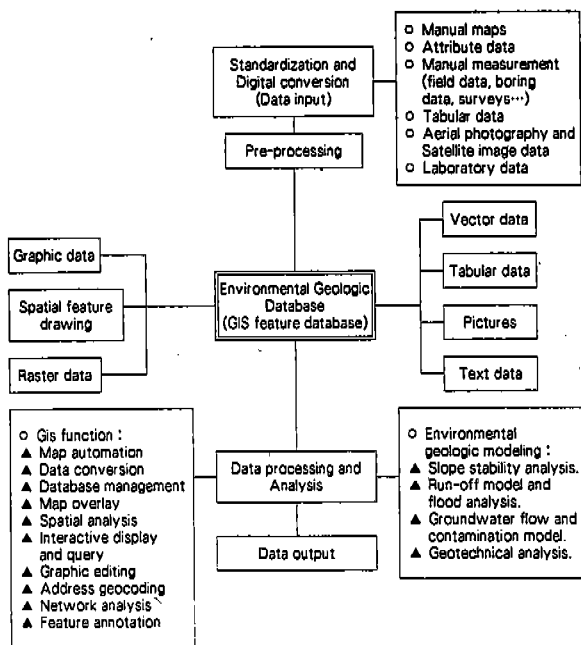 Standardization and
Digital conversion
(Data input)
Pre-processing
○ Manual maps
○ Attribute data
○ Manual measurement
(field data, boring
data, surveys…)
○ Tabular data
○ Aerial photography and
Satellite image data
○ Laboratory data
Graphic data
Spatial feature
drawing
Raster data
Environmental Geologic
Database
(GIS feature database)
Vector data
Tabular data
Pictures
Text data
○ Gis function :
▲ Map automation
▲ Data conversion
▲ Database management
▲ Map overlay
▲ Spatial analysis
▲ Interactive display
and query
▲ Graphic editing
▲ Address geocoding
▲ Network analysis
▲ Feature annotation
Data processing and
Analysis
Data output
○ Environmental
geologic modeling :
▲ Slope stability analysis.
▲ Run-off model and
flood analysis.
▲ Groundwater flow and
contamination model.
▲ Geotechnical analysis.